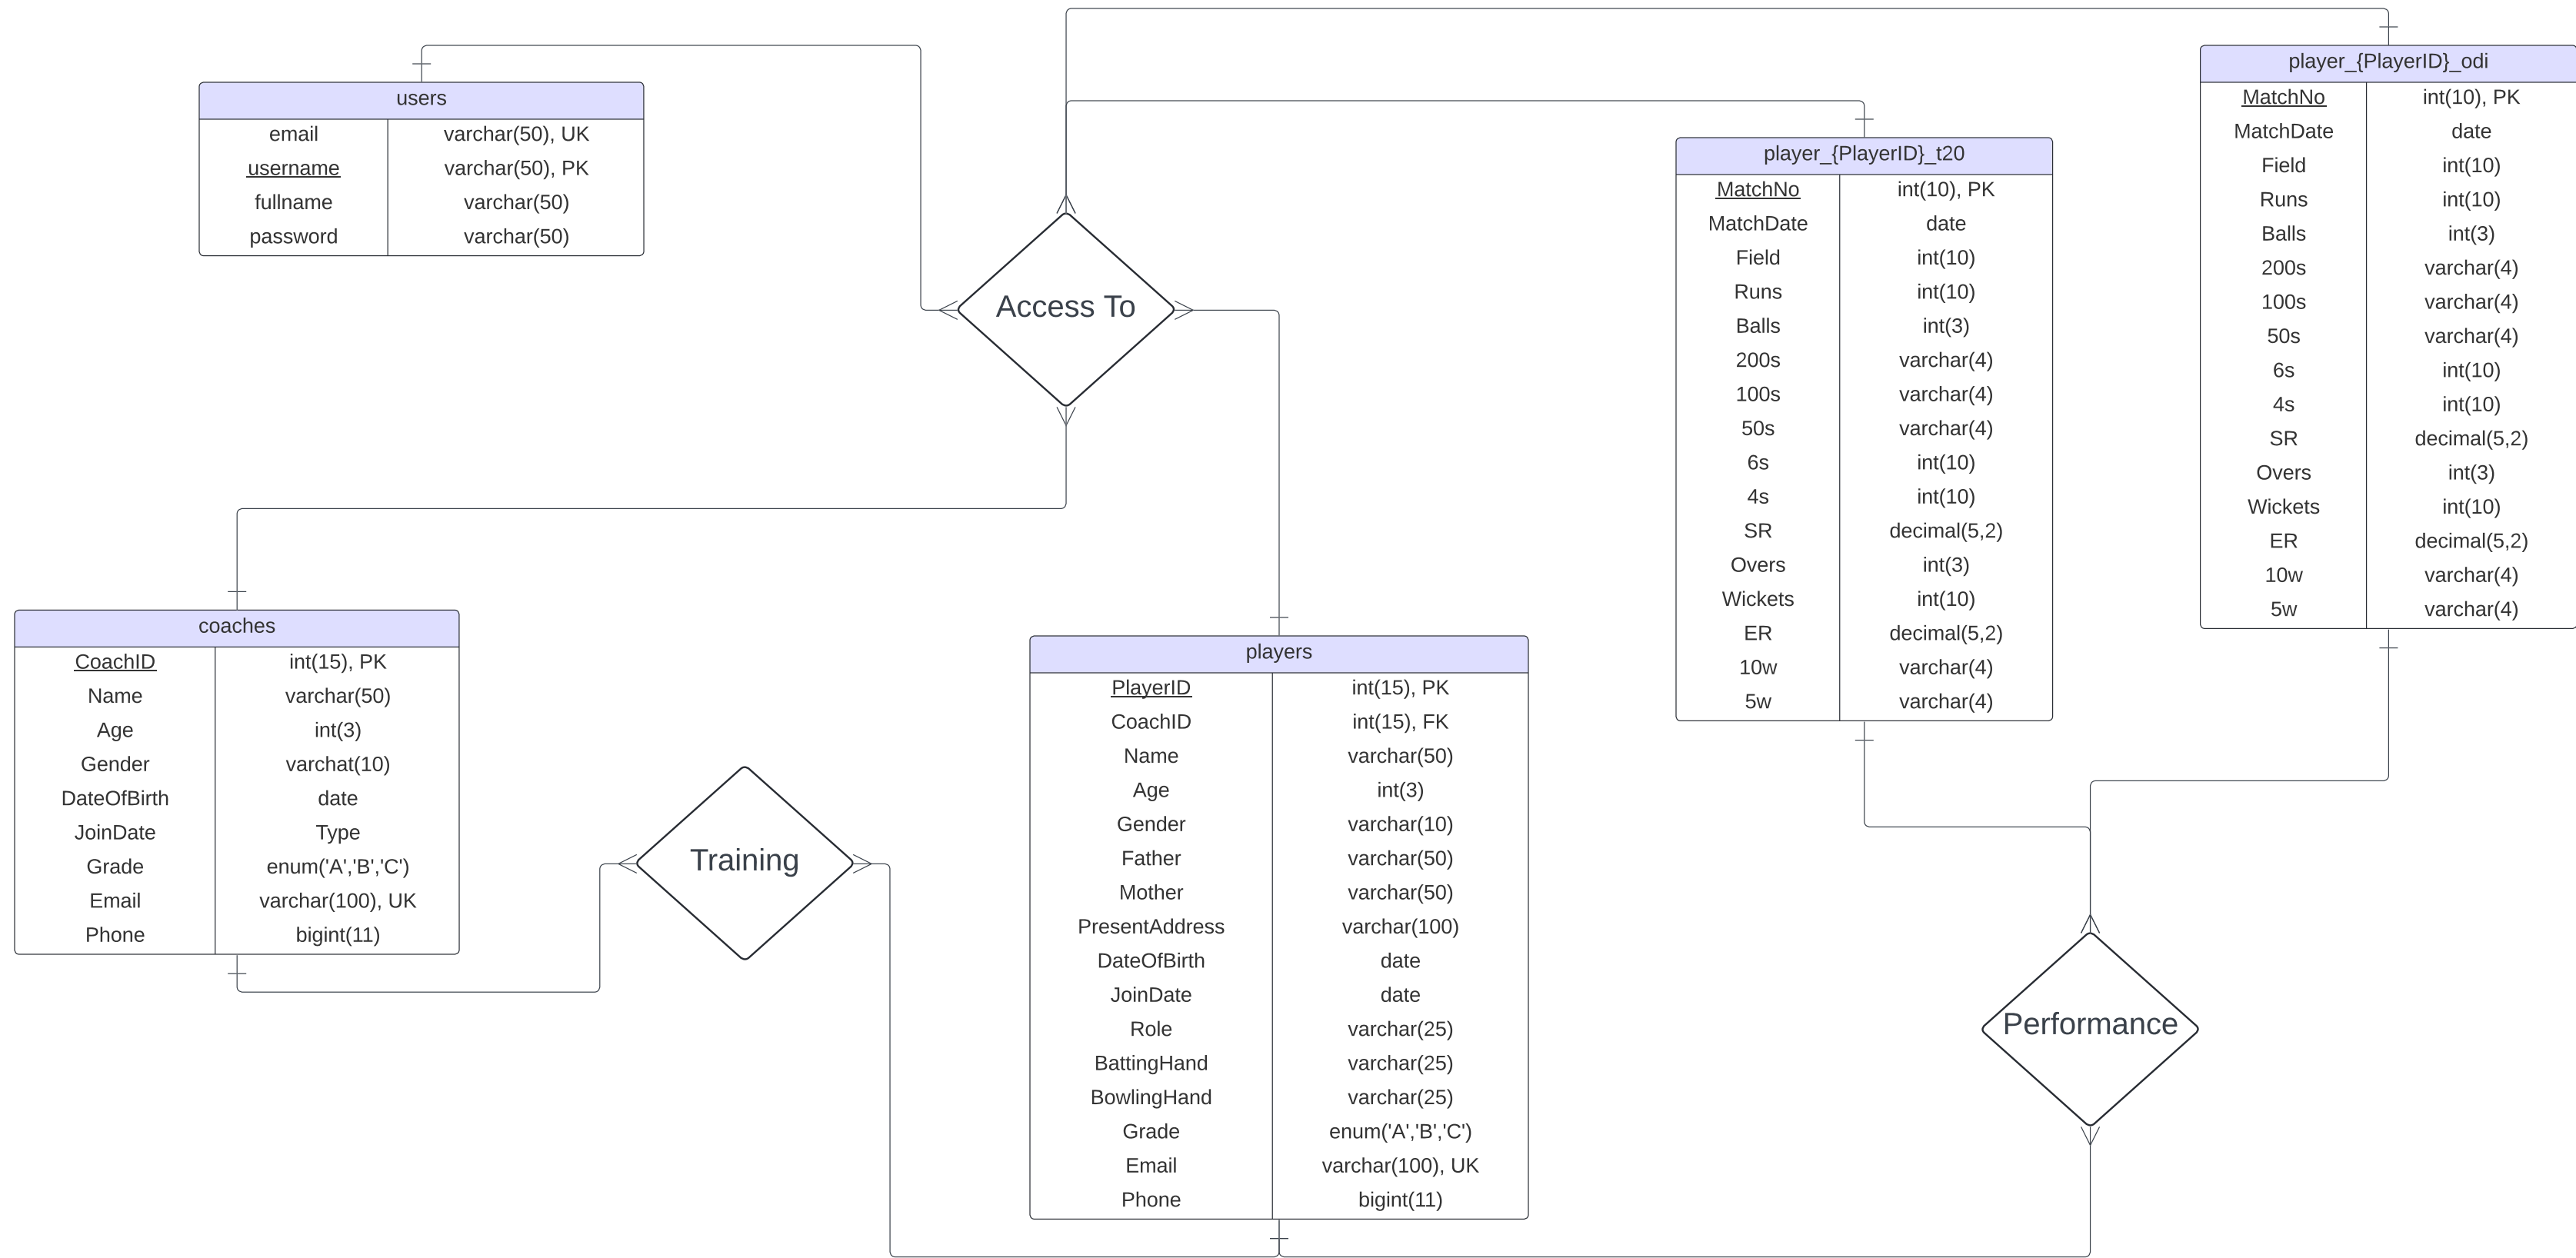 users
email varchar(50), UK
username varchar(50), PK
fullname varchar(50)
password varchar(50)
Access To
player_{PlayerID}_t20
MatchNo int(10), PK
MatchDate date
Field int(10)
Runs int(10)
Balls int(3)
200s varchar(4)
100s varchar(4)
50s varchar(4)
6s int(10)
4s int(10)
SR decimal(5,2)
Overs int(3)
Wickets int(10)
ER decimal(5,2)
10w varchar(4)
5w varchar(4)
player_{PlayerID}_odi
MatchNo int(10), PK
MatchDate date
Field int(10)
Runs int(10)
Balls int(3)
200s varchar(4)
100s varchar(4)
50s varchar(4)
6s int(10)
4s int(10)
SR decimal(5,2)
Overs int(3)
Wickets int(10)
ER decimal(5,2)
10w varchar(4)
5w varchar(4)
coaches
CoachID int(15), PK
Name varchar(50)
Age int(3)
Gender varchat(10)
DateOfBirth date
JoinDate Type
Grade enum('A','B','C')
Email varchar(100), UK
Phone bigint(11)
Training
players
PlayerID int(15), PK
CoachID int(15), FK
Name varchar(50)
Age int(3)
Gender varchar(10)
Father varchar(50)
Mother varchar(50)
PresentAddress varchar(100)
DateOfBirth date
JoinDate date
Role varchar(25)
BattingHand varchar(25)
BowlingHand varchar(25)
Grade enum('A','B','C')
Email varchar(100), UK
Phone bigint(11)
Performance